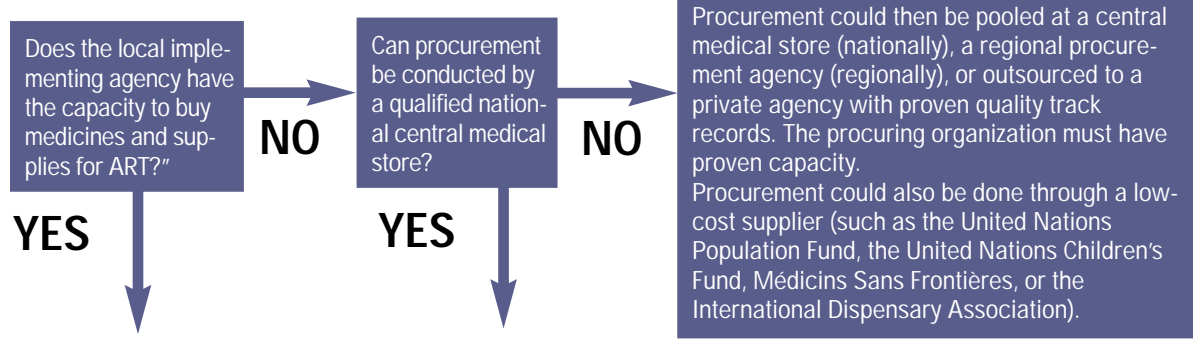 Does the local imple-
menting agency have
the capacity to buy
medicines and sup-
plies for ART?”
NO
YES
Can procurement
be conducted by
a qualified nation-
al central medical
store?
NO
YES
Procurement could then be pooled at a central
medical store (nationally), a regional procure-
ment agency (regionally), or outsourced to a
private agency with proven quality track
records. The procuring organization must have
proven capacity.
Procurement could also be done through a low-
cost supplier (such as the United Nations
Population Fund, the United Nations Children’s
Fund, Médicins Sans Frontières, or the
International Dispensary Association).